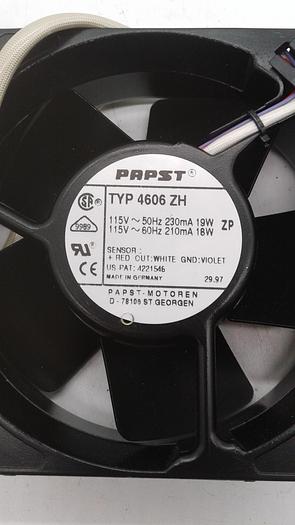 PAPST®
TYP 4606 ZH
115V ~ 50Hz 230mA 19W ZP
115V ~ 60Hz 210mA 18W
SENSOR :
+ RED OUT:WHITE GND:VIOLET
US PAT: 4221546
MADE IN GERMANY 29.97
PAPST-MOTOREN
D - 78106 ST GEORGEN